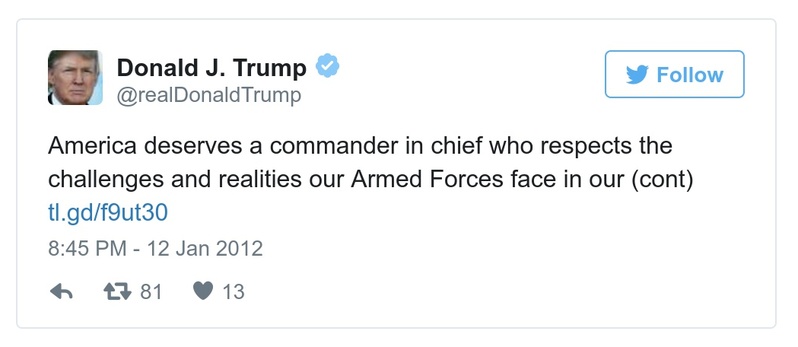 Donald J. Trump
@realDonaldTrump
Follow
America deserves a commander in chief who respects the
challenges and realities our Armed Forces face in our (cont)
tl.gd/f9ut30
8:45 PM - 12 Jan 2012
81 13